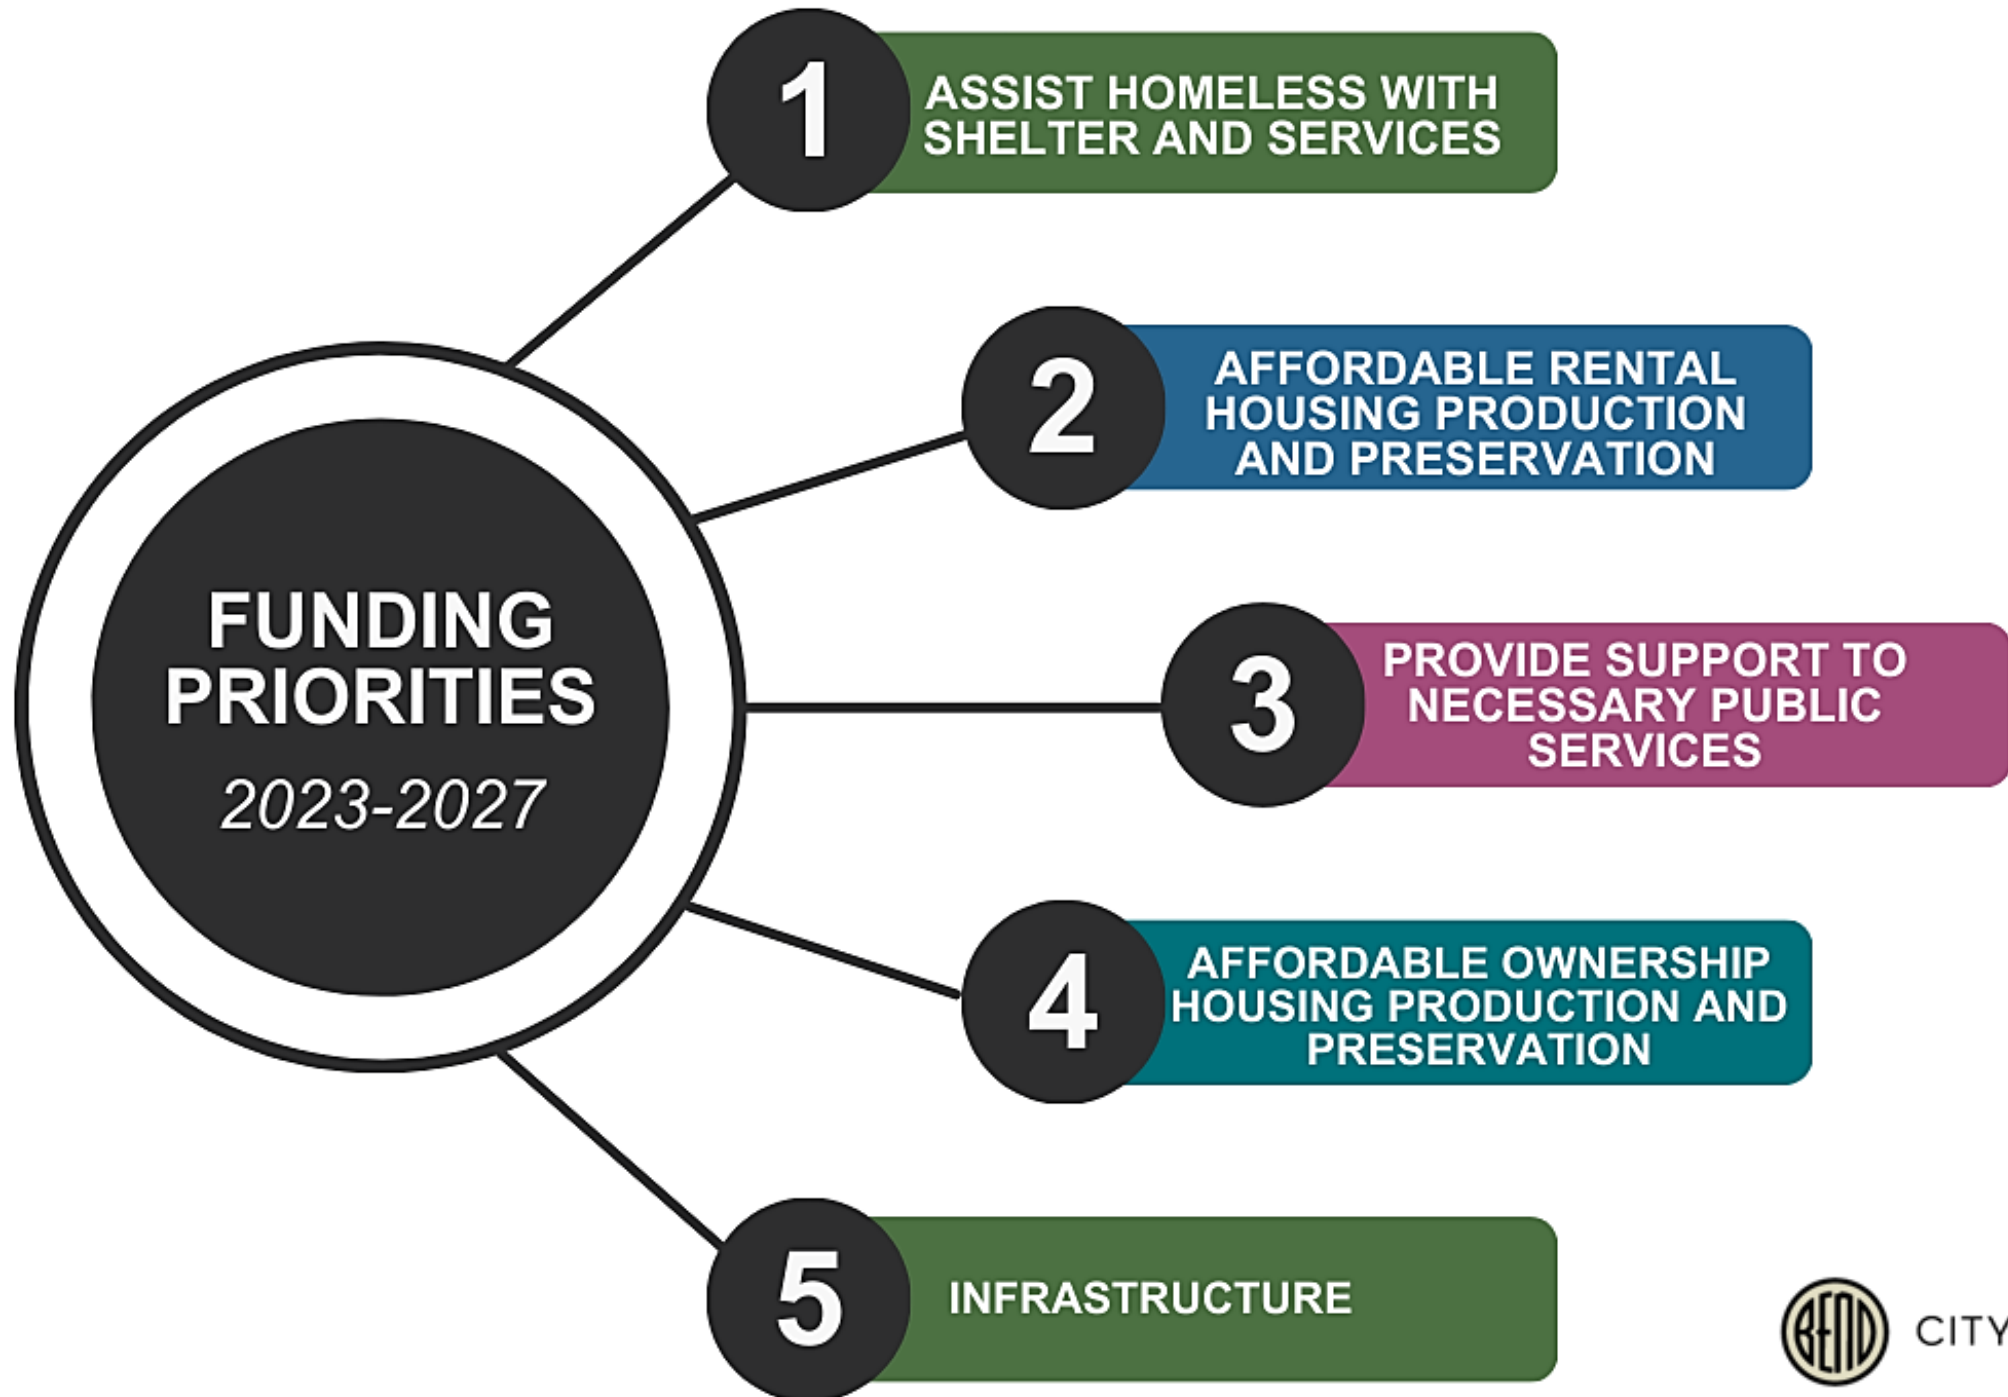 FUNDING
PRIORITIES
2023-2027
1
ASSIST HOMELESS WITH
SHELTER AND SERVICES
2
AFFORDABLE RENTAL
HOUSING PRODUCTION
AND PRESERVATION
3
PROVIDE SUPPORT TO
NECESSARY PUBLIC
SERVICES
4
AFFORDABLE OWNERSHIP
HOUSING PRODUCTION AND
PRESERVATION
5
INFRASTRUCTURE
BEND CITY